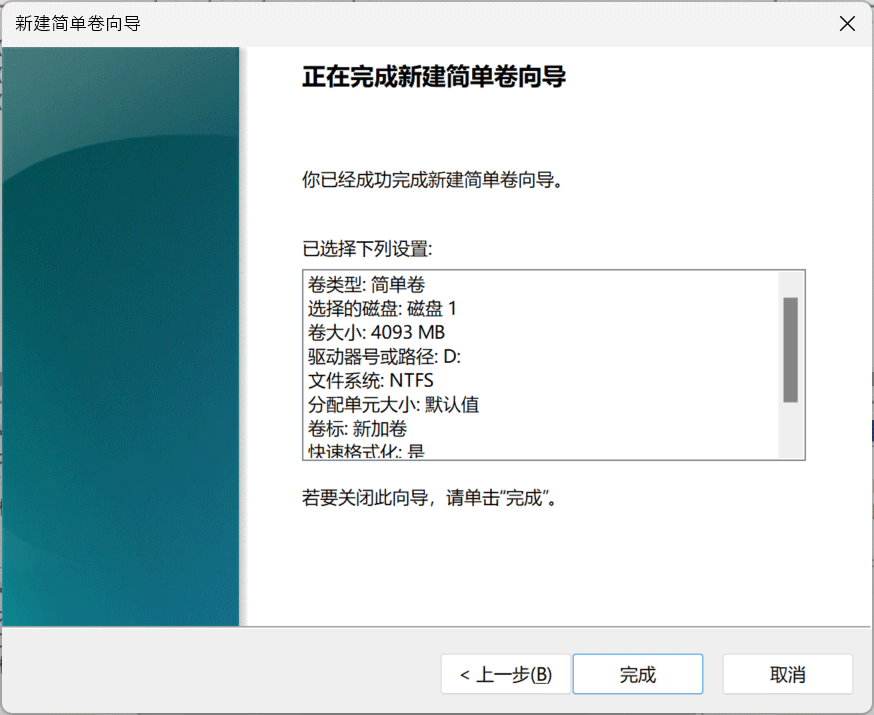 新建简单卷向导
正在完成新建简单卷向导
你已经成功完成新建简单卷向导。
已选择下列设置:
卷类型: 简单卷
选择的磁盘: 磁盘 1
卷大小: 4093 MB
驱动器号或路径: D:
文件系统: NTFS
分配单元大小: 默认值
卷标: 新加卷
快速格式化: 是
若要关闭此向导，请单击“完成”。
< 上一步(B)
完成
取消